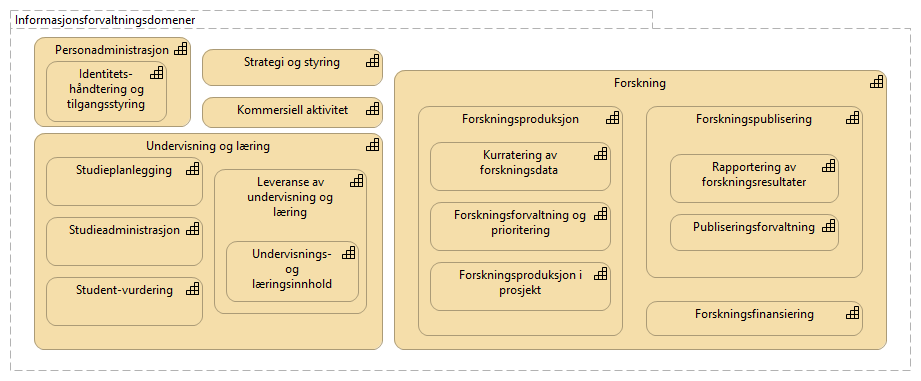 Informasjonsforvaltningsdomener
Personadministrasjon
Identitets-
håndtering og
tilgangsstyring
Strategi og styring
Kommersiell aktivitet
Undervisning og læring
Studieplanlegging
Studieadministrasjon
Student-vurdering
Leveranse av
undervisning og
læring
Undervisnings-
og
læringsinnhold
Forskning
Forskningsproduksjon
Kurratering av
forskningsdata
Forskningsforvaltning og
prioritering
Forskningsproduksjon i
prosjekt
Forskningspublisering
Rapportering av
forskningsresultater
Publiseringsforvaltning
Forskningsfinansiering